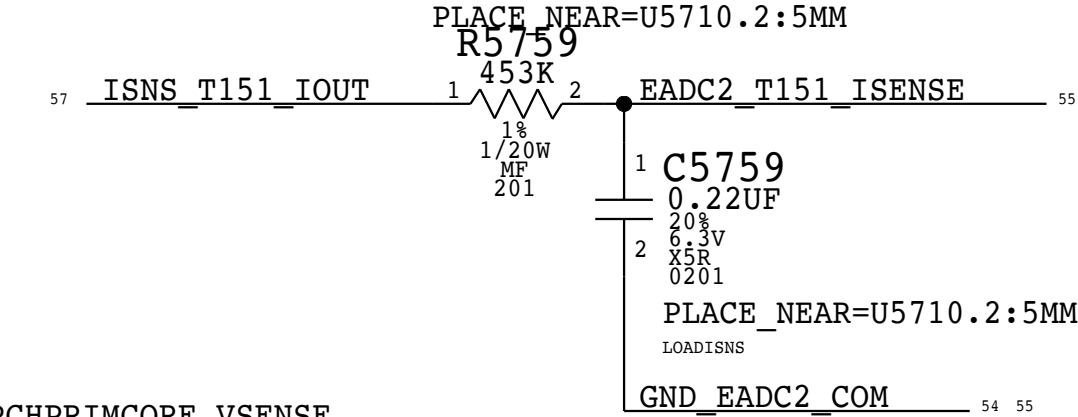 PLACE_NEAR=U5710.2:5MM
R5759
453K
57 ISNS_T151_IOUT 1 2 EADC2_T151_ISENSE 55
1%
1/20W
MF
201
1 C5759
0.22UF
20%
6.3V
2 X5R
0201
PLACE_NEAR=U5710.2:5MM
LOADISNS
GND_EADC2_COM 54 55
PCHPRIMCORE_VSENSE